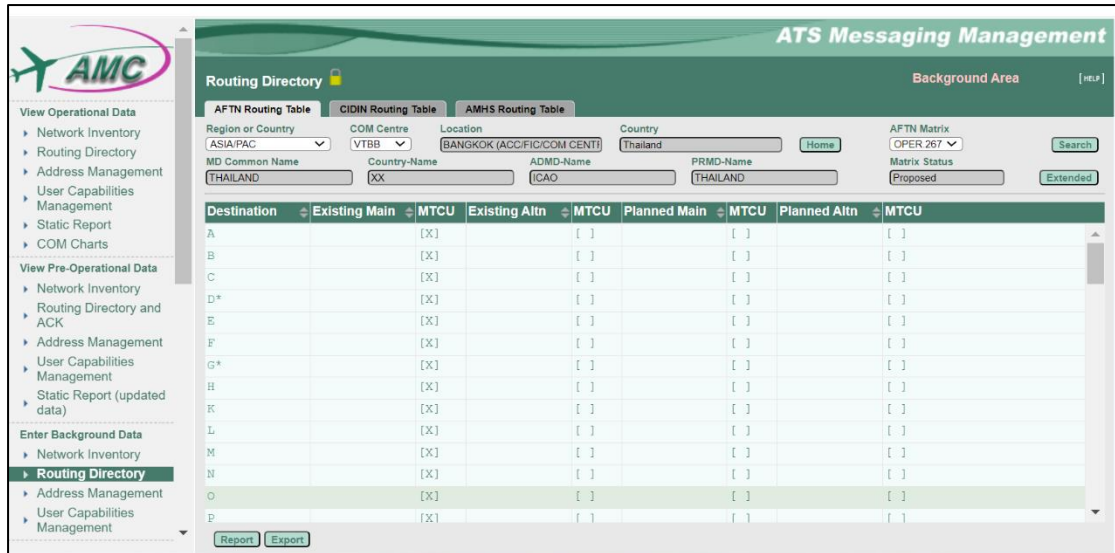 ATS Messaging Management
AMC
Routing Directory
Background Area
[HELP]
View Operational Data
Network Inventory
Routing Directory
Address Management
User Capabilities
Management
Static Report
COM Charts
View Pre-Operational Data
Network Inventory
Routing Directory and
ACK
Address Management
User Capabilities
Management
Static Report (updated
data)
Enter Background Data
Network Inventory
Routing Directory
Address Management
User Capabilities
Management
AFTN Routing Table CIDIN Routing Table AMHS Routing Table
Region or Country COM Centre Location Country AFTN Matrix
ASIA/PAC VTBB BANGKOK (ACC/FIC/COM CENTR Thailand Home OPER.267 Search
MD Common Name Country-Name ADMD-Name PRMD-Name Matrix Status
THAILAND XX ICAO THAILAND Proposed Extended
Destination Existing Main MTCU Existing Altn MTCU Planned Main MTCU Planned Altn MTCU
A [X] [ ] [ ] [ ]
B [X] [ ] [ ] [ ]
C [X] [ ] [ ] [ ]
D* [X] [ ] [ ] [ ]
E [X] [ ] [ ] [ ]
F [X] [ ] [ ] [ ]
G* [X] [ ] [ ] [ ]
H [X] [ ] [ ] [ ]
K [X] [ ] [ ] [ ]
L [X] [ ] [ ] [ ]
M [X] [ ] [ ] [ ]
N [X] [ ] [ ] [ ]
O [X] [ ] [ ] [ ]
P [X] [ ] [ ] [ ]
Report Export